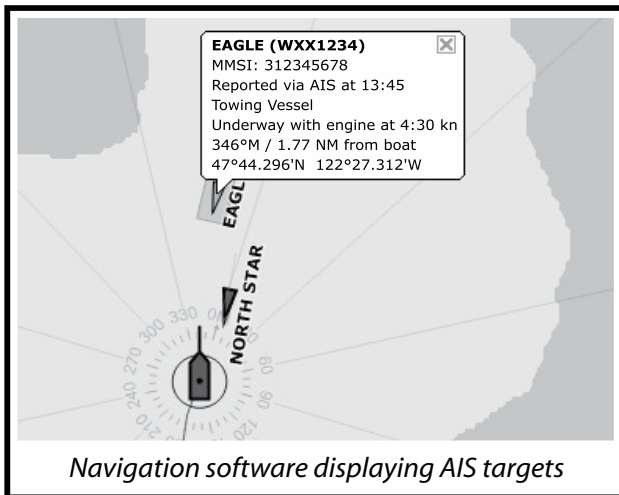 EAGLE (WXX1234)
MMSI: 312345678
Reported via AIS at 13:45
Towing Vessel
Underway with engine at 4:30 kn
346°M / 1.77 NM from boat
47°44.296'N 122°27.312'W
EAGL
NORTH STAR
330
300
270
240
210
60
90
120
Navigation software displaying AIS targets